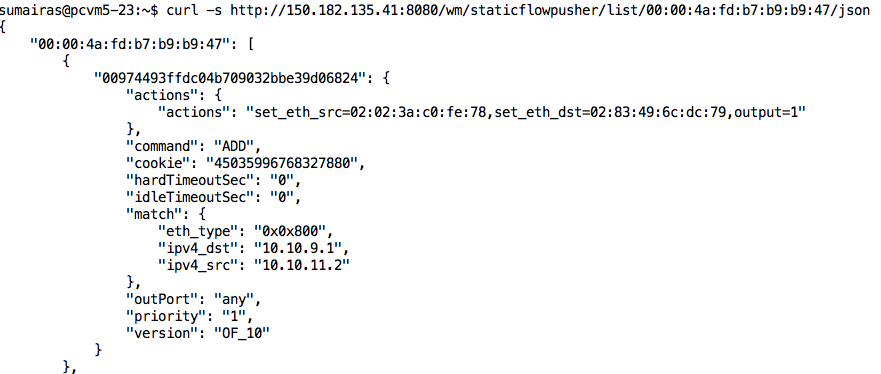 sumairas@pcvm5-23:~$ curl -s http://150.182.135.41:8080/wm/staticflowpusher/list/00:00:4a:fd:b7:b9:b9:47/json
{
    "00:00:4a:fd:b7:b9:b9:47": [
        {
            "00974493ffdc04b709032bbe39d06824": {
                "actions": {
                    "actions": "set_eth_src=02:02:3a:c0:fe:78,set_eth_dst=02:83:49:6c:dc:79,output=1"
                },
                "command": "ADD",
                "cookie": "45035996768327880",
                "hardTimeoutSec": "0",
                "idleTimeoutSec": "0",
                "match": {
                    "eth_type": "0x0x800",
                    "ipv4_dst": "10.10.9.1",
                    "ipv4_src": "10.10.11.2"
                },
                "outPort": "any",
                "priority": "1",
                "version": "OF_10"
            }
        },